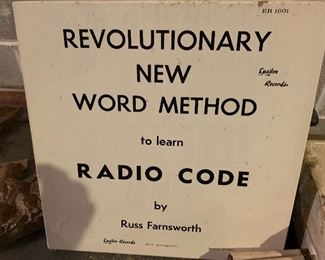 ER 1001
REVOLUTIONARY
NEW
Epsilon
Records
WORD METHOD
to learn
RADIO CODE
by
Russ Farnsworth
Epsilon Records